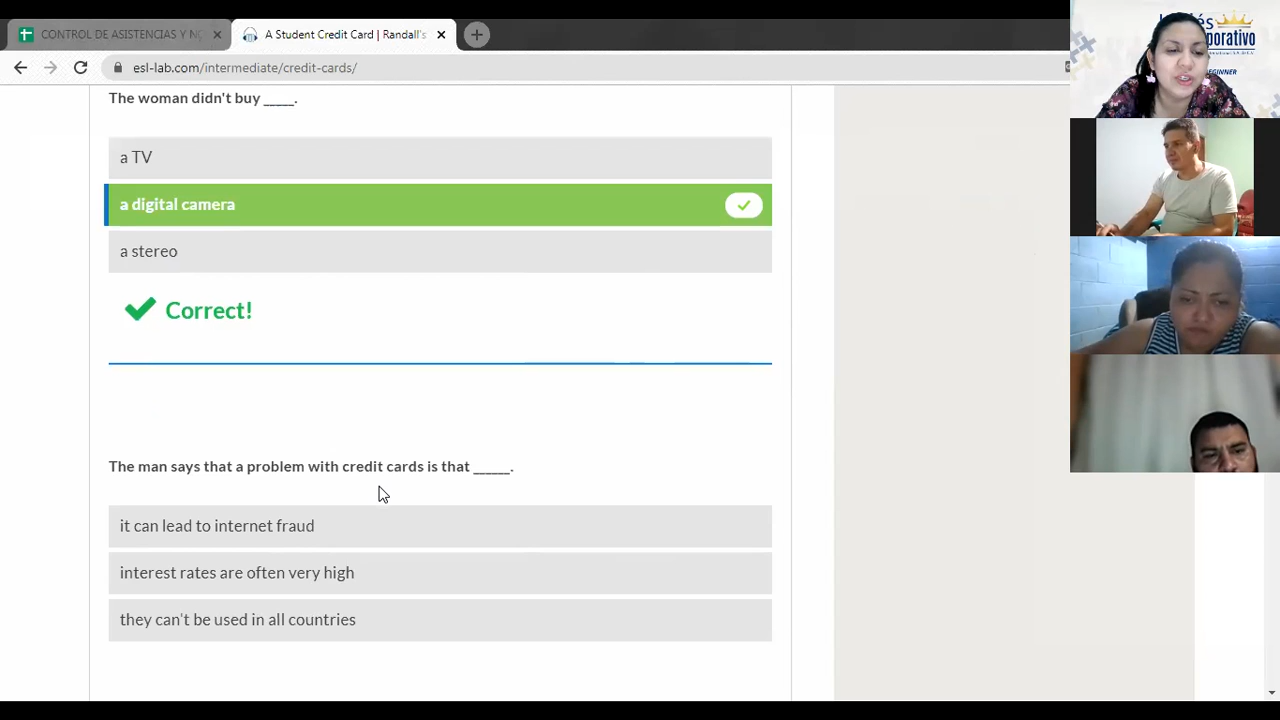 CONTROL DE ASISTENCIAS Y NO
A Student Credit Card | Randall's
esl-lab.com/intermediate/credit-cards/
The woman didn't buy _____.
a TV
a digital camera
a stereo
Correct!
The man says that a problem with credit cards is that ______.
it can lead to internet fraud
interest rates are often very high
they can't be used in all countries